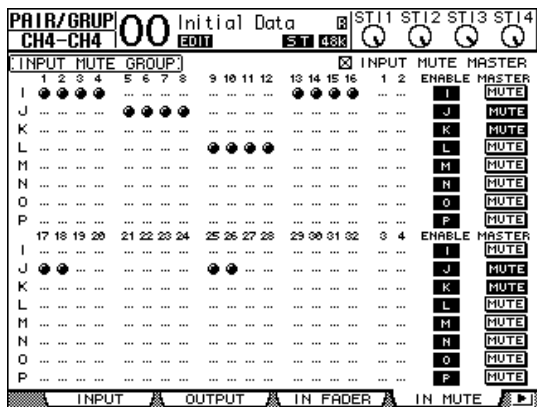 PAIR/GRUP 00 Initial Data R ST11 ST12 ST13 ST14
CH4-CH4 EDIT ST 48k
INPUT MUTE GROUP INPUT MUTE MASTER
1 2 3 4 5 6 7 8 9 10 11 12 13 14 15 16 1 2 ENABLE MASTER
I I MUTE
J J MUTE
K K MUTE
L L MUTE
M M MUTE
N N MUTE
O O MUTE
P P MUTE
17 18 19 20 21 22 23 24 25 26 27 28 29 30 31 32 3 4 ENABLE MASTER
I I MUTE
J J MUTE
K K MUTE
L L MUTE
M M MUTE
N N MUTE
O O MUTE
P P MUTE
INPUT OUTPUT IN FADER IN MUTE